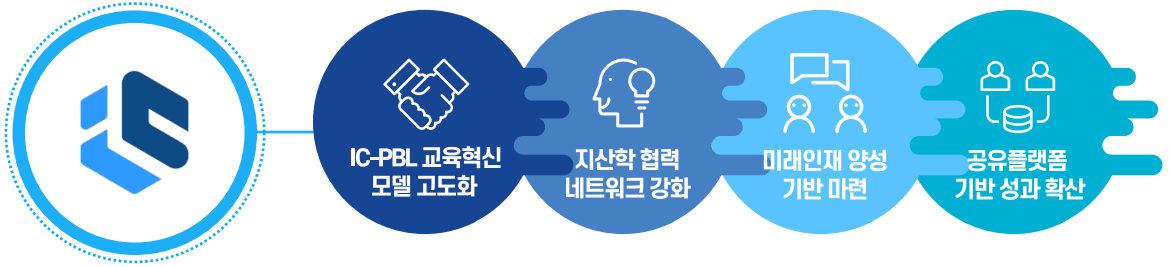 IC-PBL 교육혁신
모델 고도화
지산학 협력
네트워크 강화
미래인재 양성
기반 마련
공유플랫폼
기반 성과 확산